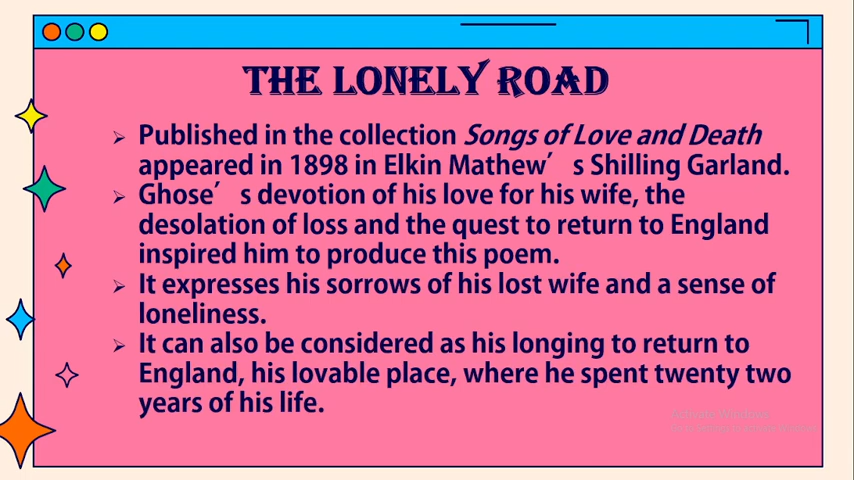 THE LONELY ROAD
Published in the collection Songs of Love and Death
appeared in 1898 in Elkin Mathew’ s Shilling Garland.
Ghose’ s devotion of his love for his wife, the
desolation of loss and the quest to return to England
inspired him to produce this poem.
It expresses his sorrows of his lost wife and a sense of
loneliness.
It can also be considered as his longing to return to
England, his lovable place, where he spent twenty two
years of his life.
Activate Windows